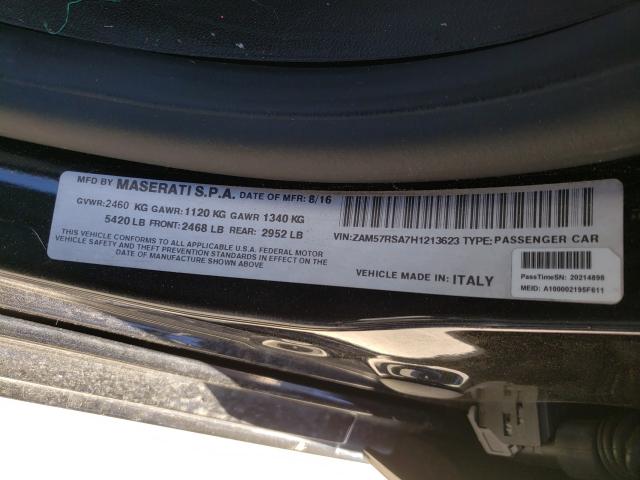 MFD BY MASERATI S.P.A. DATE OF MFR: 8/16
GVWR:2460 KG GAWR:1120 KG GAWR 1340 KG
5420 LB FRONT: 2468 LB REAR: 2952 LB
THIS VEHICLE CONFORMS TO ALL APPLICABLE U.S.A. FEDERAL MOTOR
VEHICLE SAFETY AND THEFT PREVENTION STANDARDS IN EFFECT ON THE
DATE OF MANUFACTURE SHOWN ABOVE
VIN:ZAM57RSA7H1213623 TYPE:PASSENGER CAR
VEHICLE MADE IN: ITALY
PassTimeSN: 20214898
MEID: A100002195F611